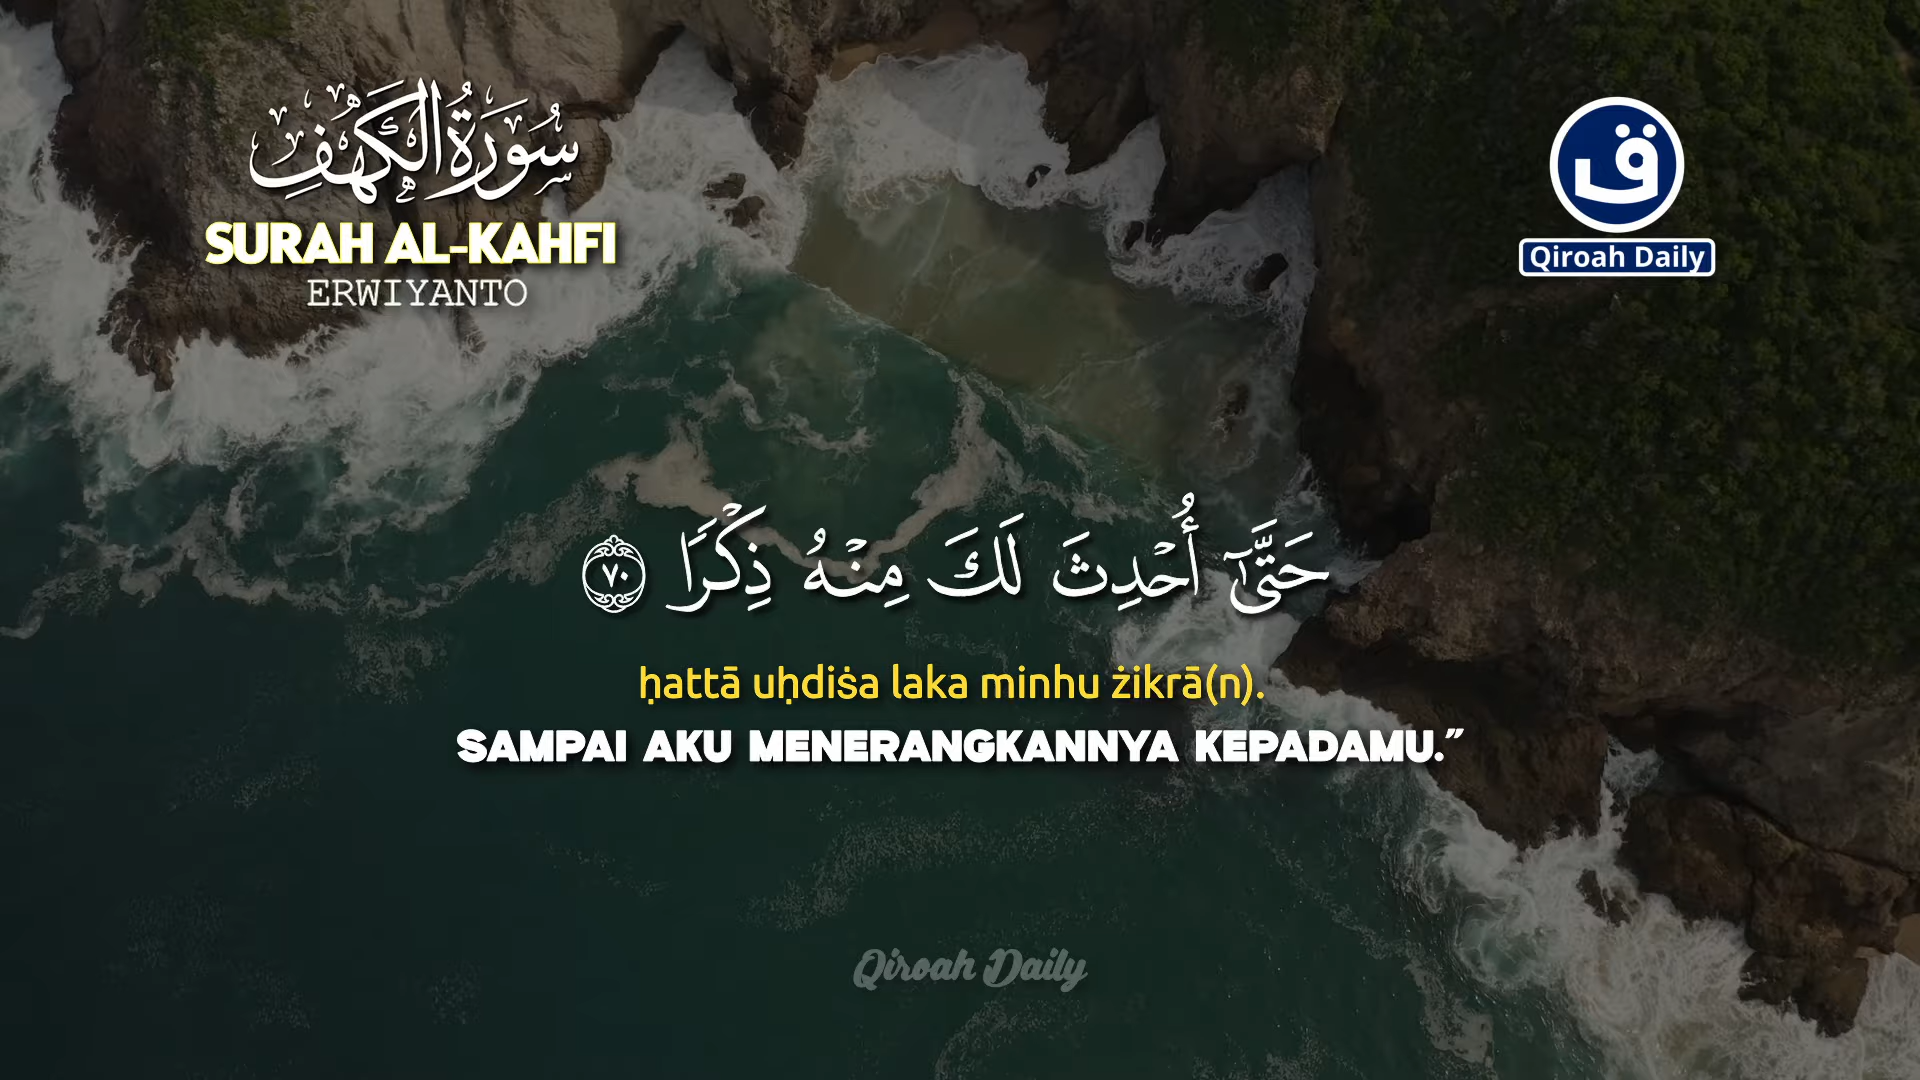 سُورَةُ الْكَهْفِ
SURAH AL-KAHFI
ERWIYANTO
ق
Qiroah Daily
حَتَّىٰٓ أُحْدِثَ لَكَ مِنْهُ ذِكْرًا ٧٠
ḥattā uḥdiṡa laka minhu żikrā(n).
SAMPAI AKU MENERANGKANNYA KEPADAMU.”
Qiroah Daily